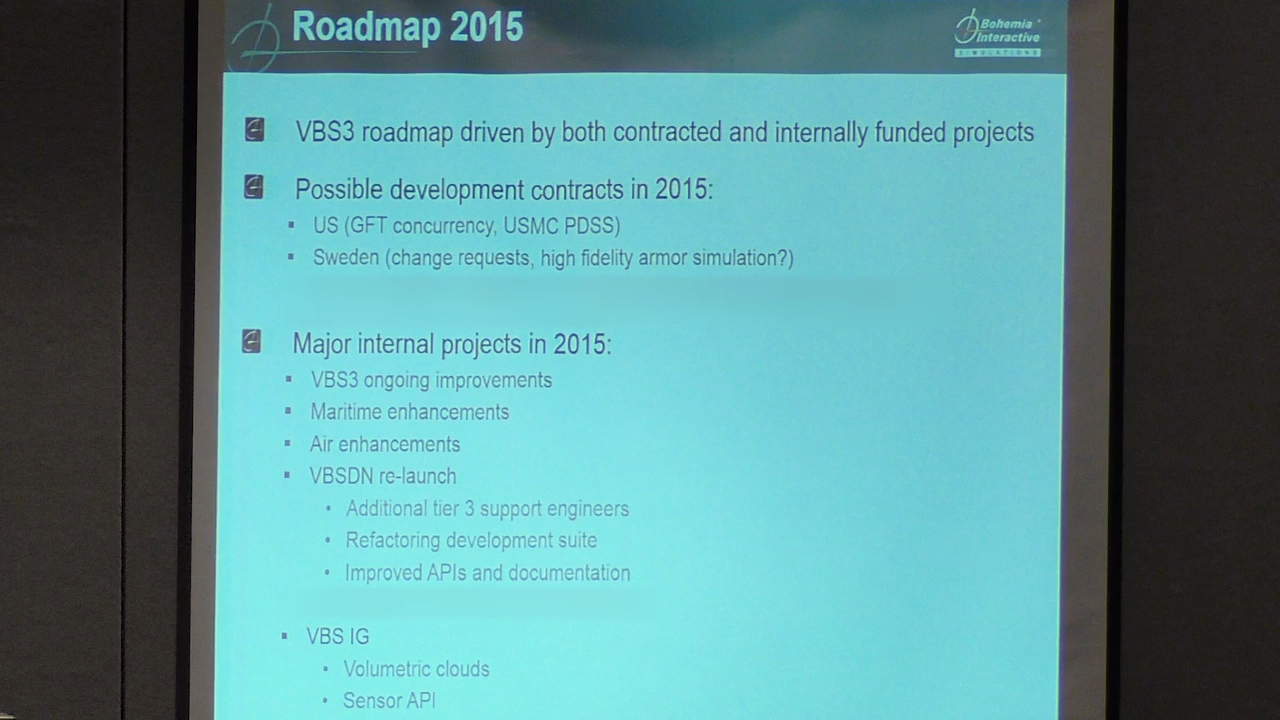 Roadmap 2015
Bohemia
Interactive
SIMULATIONS
VBS3 roadmap driven by both contracted and internally funded projects
Possible development contracts in 2015:
US (GFT concurrency, USMC PDSS)
Sweden (change requests, high fidelity armor simulation?)
Major internal projects in 2015:
VBS3 ongoing improvements
Maritime enhancements
Air enhancements
VBSDN re-launch
Additional tier 3 support engineers
Refactoring development suite
Improved APIs and documentation
VBS IG
Volumetric clouds
Sensor API